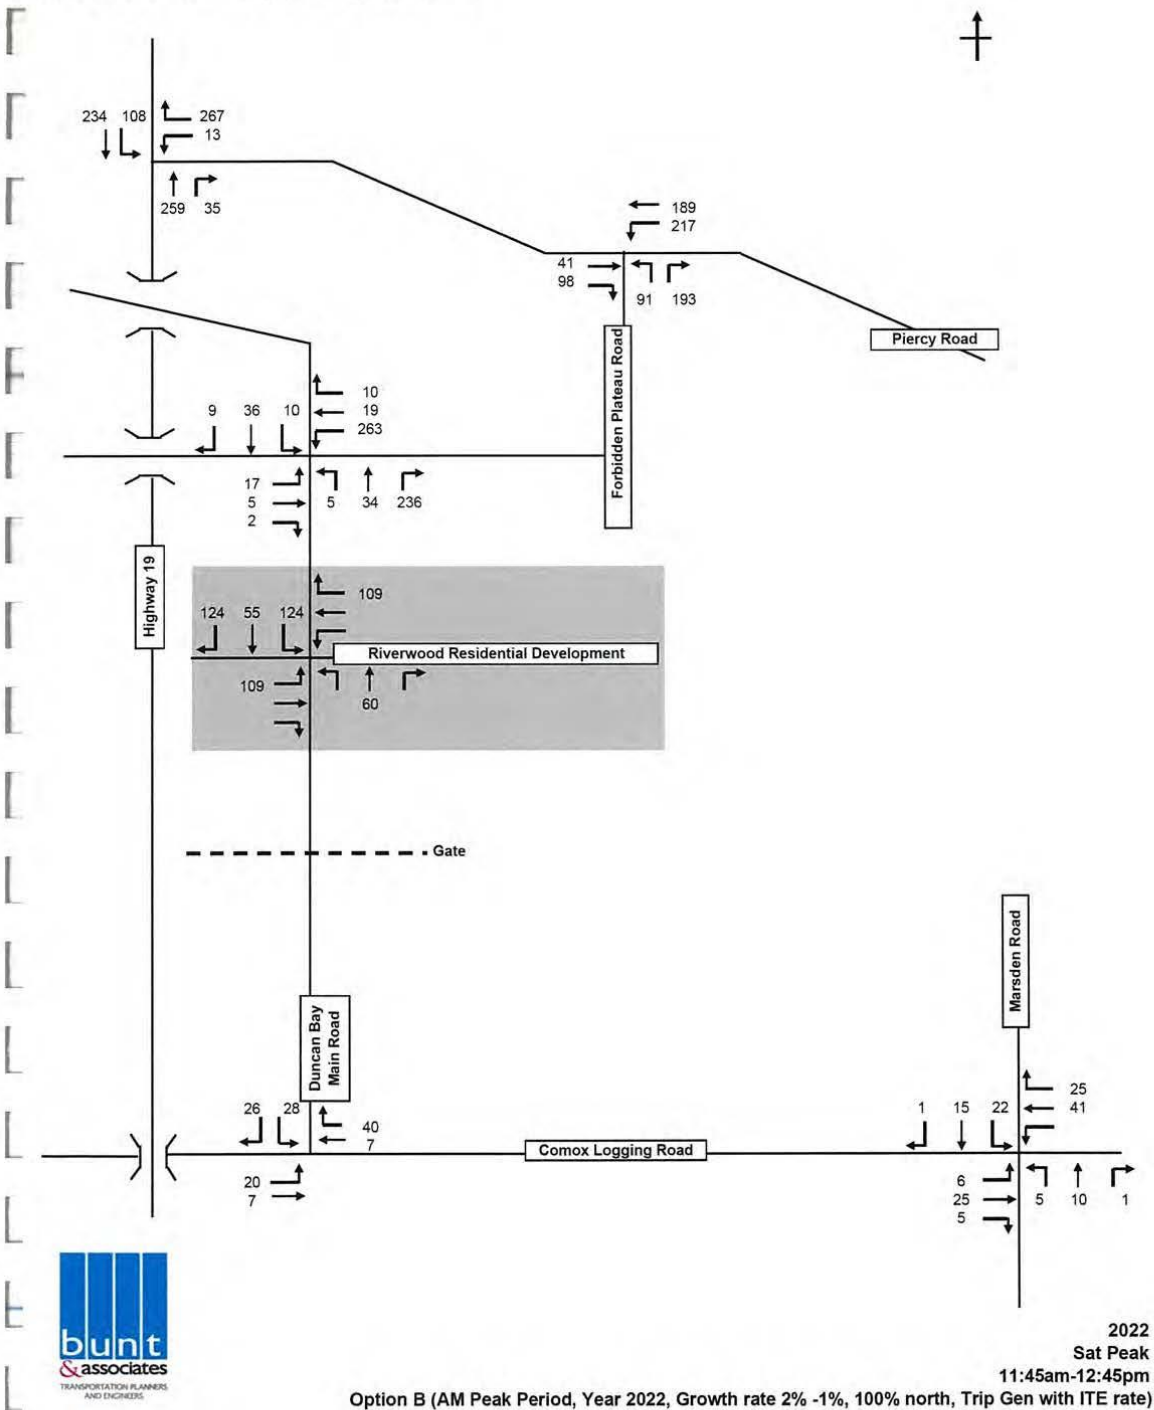 234 108 267
13
259 35
189
217
41
98
91 193
Piercy Road
Forbidden Plateau Road
10
9 36 10 19
263
17
5 5 34 236
2
Highway 19
109
124 55 124
Riverwood Residential Development
109
60
Gate
Marsden Road
Duncan Bay
Main Road
25
26 28 1 15 22 41
40
7
Comox Logging Road
20
7
6
25 5 10 1
5
bunt
& associates
TRANSPORTATION PLANNERS
AND ENGINEERS
2022
Sat Peak
11:45am-12:45pm
Option B (AM Peak Period, Year 2022, Growth rate 2% -1%, 100% north, Trip Gen with ITE rate)